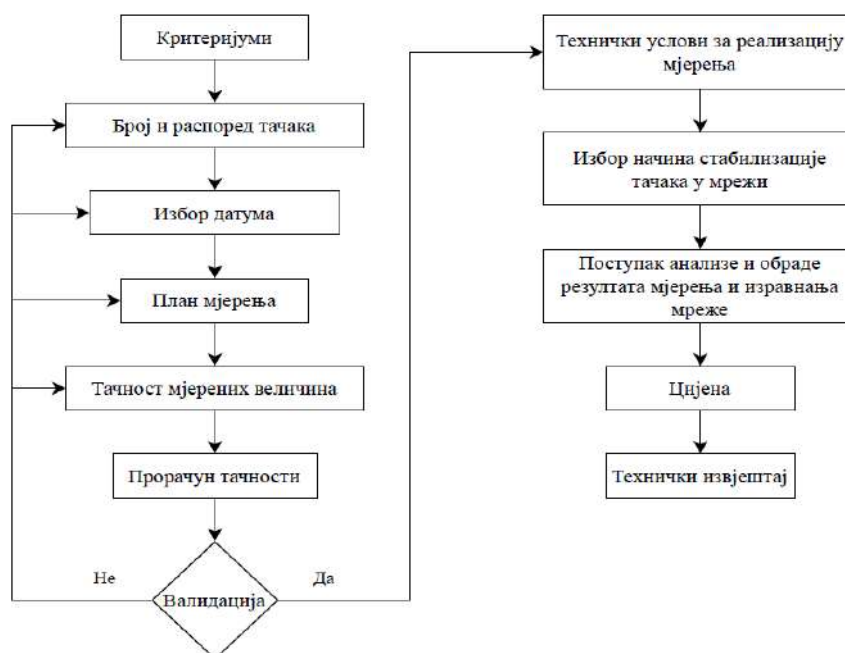 Критеријуми
Број и распоред тачака
Избор датума
План мјерења
Тачност мјерених величина
Прорачун тачности
Не
Валидација
Да
Технички услови за реализацију
мјерења
Избор начина стабилизације
тачака у мрежи
Поступак анализе и обраде
резултата мјерења и изравнања
мреже
Цијена
Технички извјештај